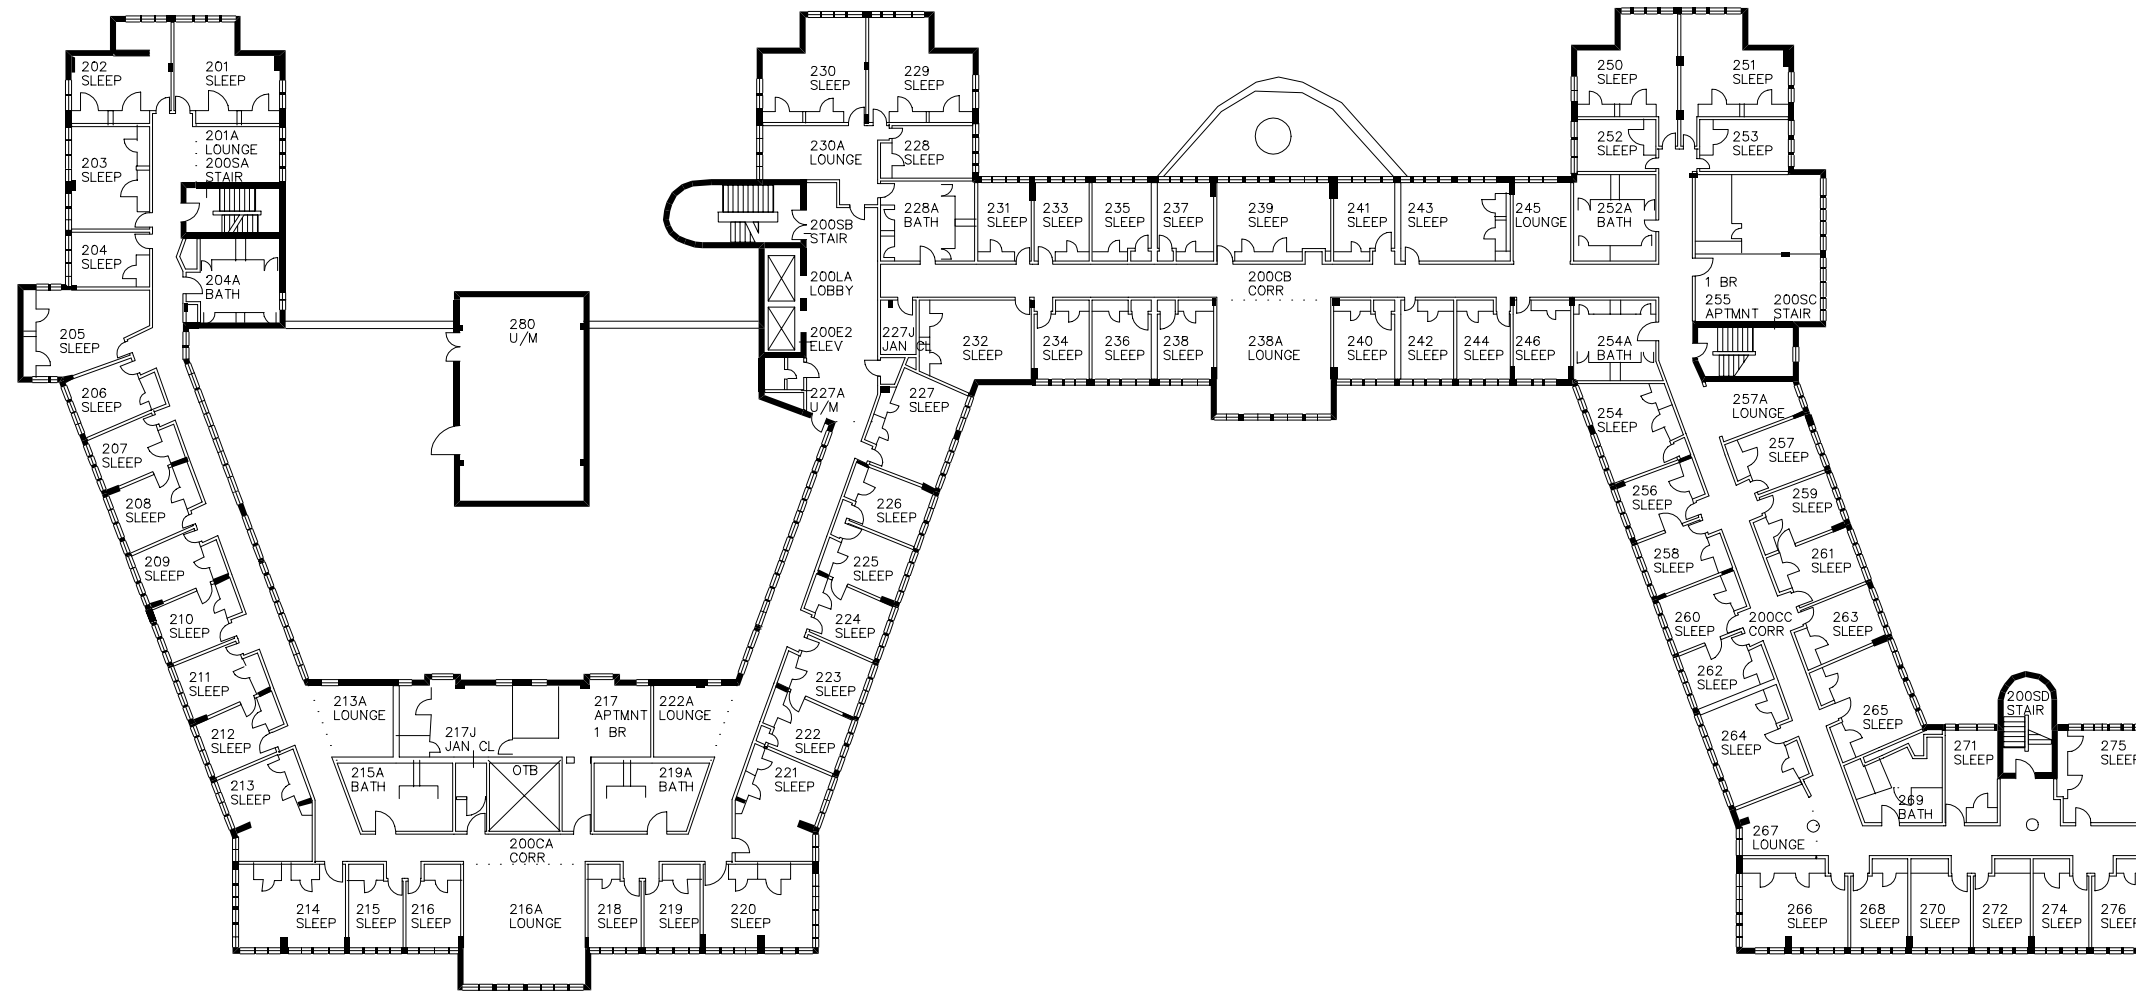 202
SLEEP
201
SLEEP
201A
LOUNGE
200SA
STAIR
203
SLEEP
204
SLEEP
204A
BATH
205
SLEEP
206
SLEEP
207
SLEEP
208
SLEEP
209
SLEEP
210
SLEEP
211
SLEEP
212
SLEEP
213
SLEEP
280
U/M
213A
LOUNGE
217J
JAN CL
217
APTMNT
1 BR
222A
LOUNGE
215A
BATH
OTB
219A
BATH
200CA
CORR
214
SLEEP
215
SLEEP
216
SLEEP
216A
LOUNGE
218
SLEEP
219
SLEEP
220
SLEEP
221
SLEEP
222
SLEEP
223
SLEEP
224
SLEEP
225
SLEEP
226
SLEEP
227
SLEEP
230
SLEEP
229
SLEEP
230A
LOUNGE
228
SLEEP
228A
BATH
200SB
STAIR
200LA
LOBBY
200E2
ELEV
227J
JAN CL
227A
U/M
231
SLEEP
233
SLEEP
235
SLEEP
237
SLEEP
239
SLEEP
241
SLEEP
243
SLEEP
245
LOUNGE
200CB
CORR
232
SLEEP
234
SLEEP
236
SLEEP
238
SLEEP
238A
LOUNGE
240
SLEEP
242
SLEEP
244
SLEEP
246
SLEEP
250
SLEEP
251
SLEEP
252
SLEEP
253
SLEEP
252A
BATH
1 BR
255
APTMNT
200SC
STAIR
254A
BATH
257A
LOUNGE
254
SLEEP
257
SLEEP
256
SLEEP
259
SLEEP
258
SLEEP
261
SLEEP
260
SLEEP
200CC
CORR
263
SLEEP
262
SLEEP
265
SLEEP
264
SLEEP
200SD
STAIR
271
SLEEP
275
SLEEP
269
BATH
267
LOUNGE
266
SLEEP
268
SLEEP
270
SLEEP
272
SLEEP
274
SLEEP
276
SLEEP